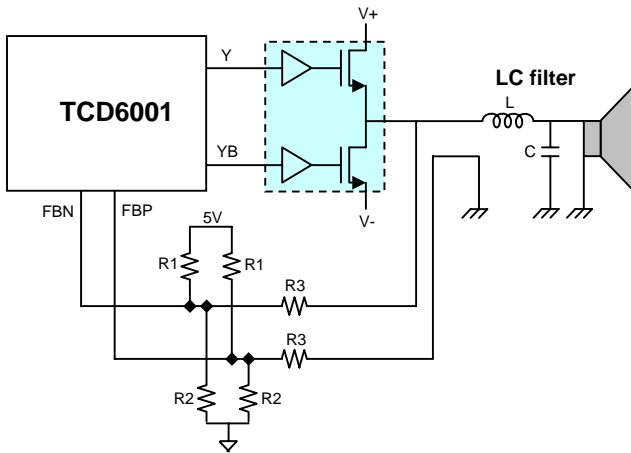 V+
Y
LC filter
L
TCD6001
C
YB
FBN
FBP
5V
V-
R1
R1
R3
R3
R2
R2